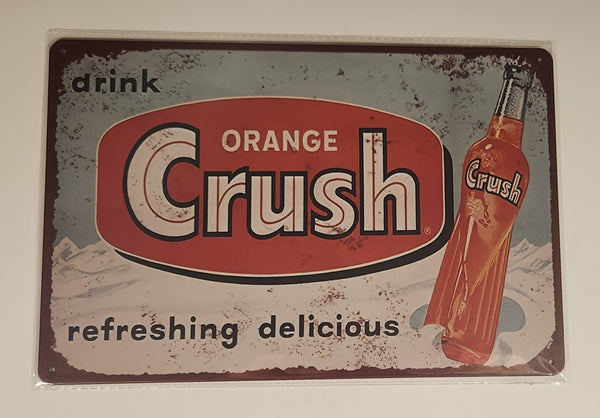 drink
ORANGE
Crush
®
Crush
refreshing delicious